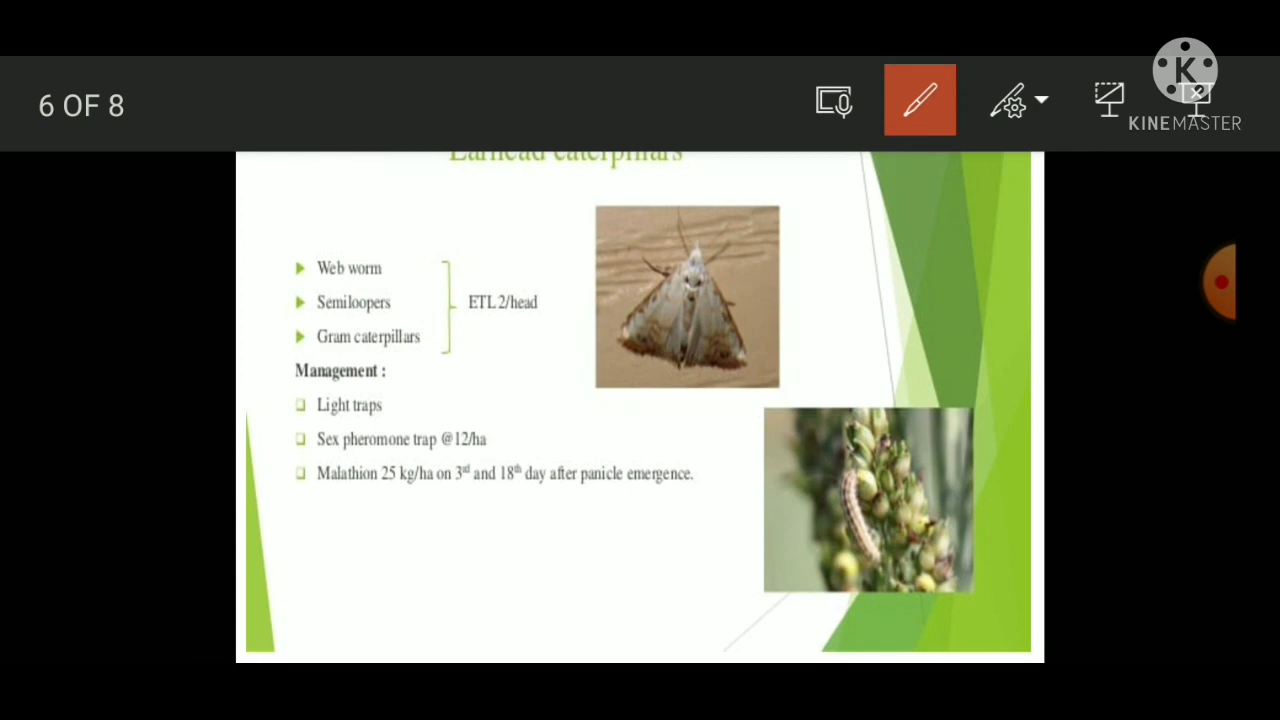 6 OF 8
KINEMASTER
Earhead caterpillars
Web worm
Semiloopers
ETL 2/head
Gram caterpillars
Management :
Light traps
Sex pheromone trap @12/ha
Malathion 25 kg/ha on 3rd and 18th day after panicle emergence.